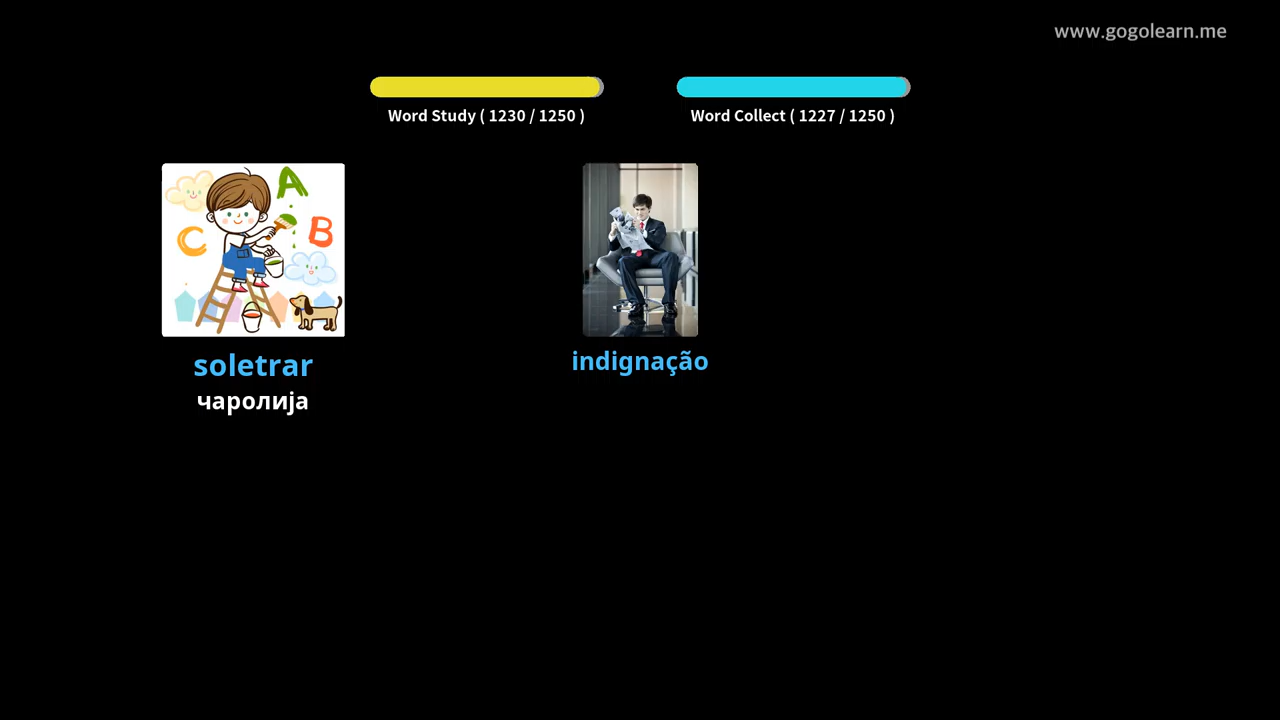 www.gogolearn.me
Word Study ( 1230 / 1250 )
Word Collect ( 1227 / 1250 )
A
B
C
soletrar
чаролија
indignação